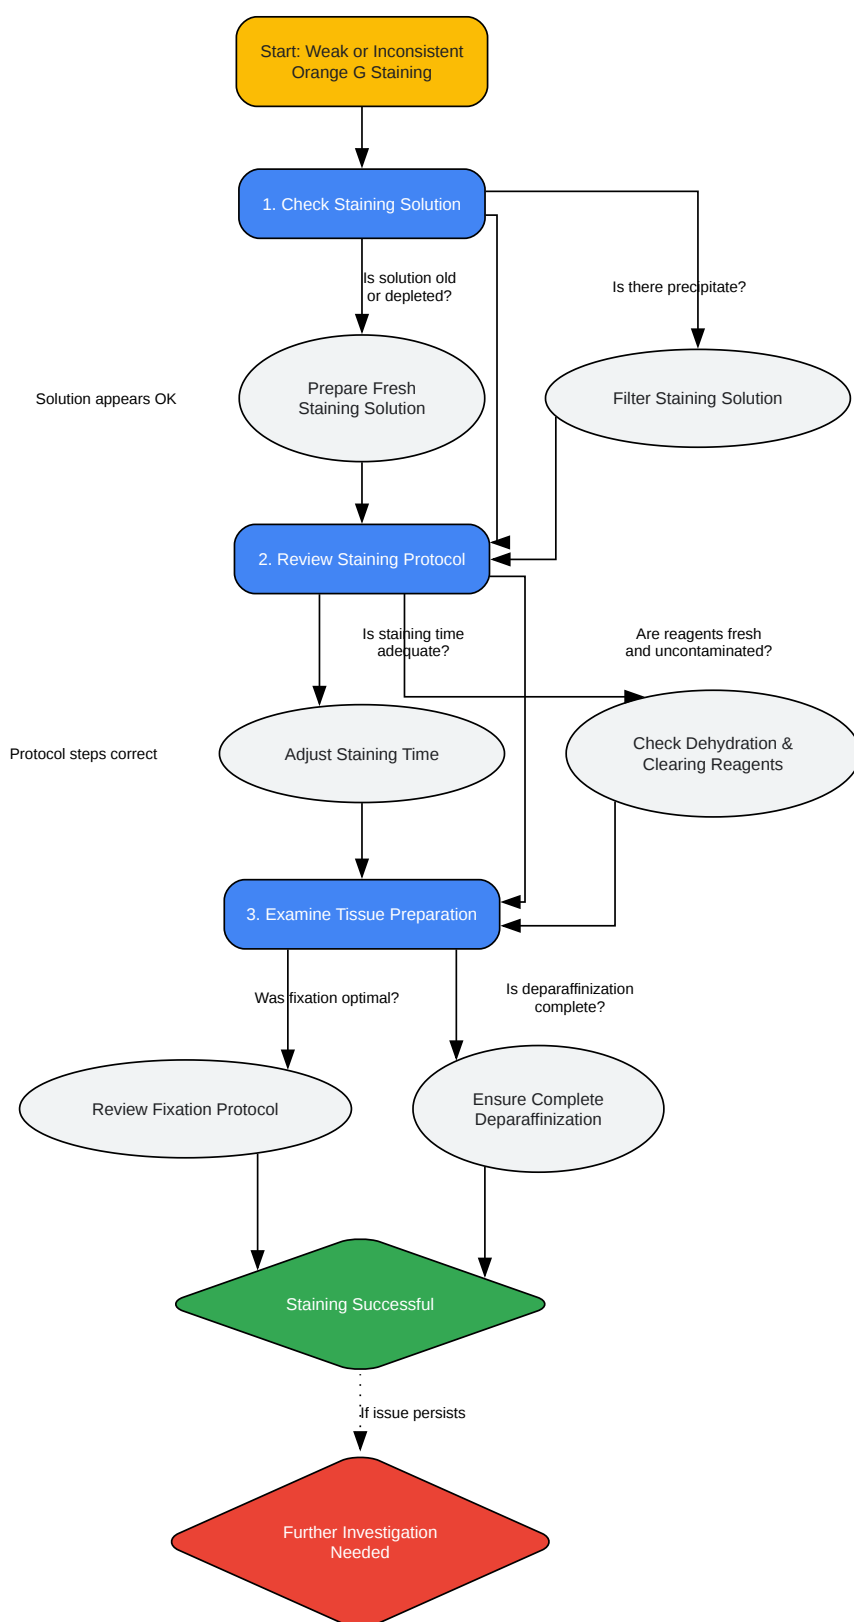 Start: Weak or Inconsistent
Orange G Staining
1. Check Staining Solution
Is solution old
or depleted?
Is there precipitate?
Solution appears OK
Prepare Fresh
Staining Solution
Filter Staining Solution
2. Review Staining Protocol
Is staining time
adequate?
Are reagents fresh
and uncontaminated?
Protocol steps correct
Adjust Staining Time
Check Dehydration &
Clearing Reagents
3. Examine Tissue Preparation
Was fixation optimal?
Is deparaffinization
complete?
Review Fixation Protocol
Ensure Complete
Deparaffinization
Staining Successful
If issue persists
Further Investigation
Needed